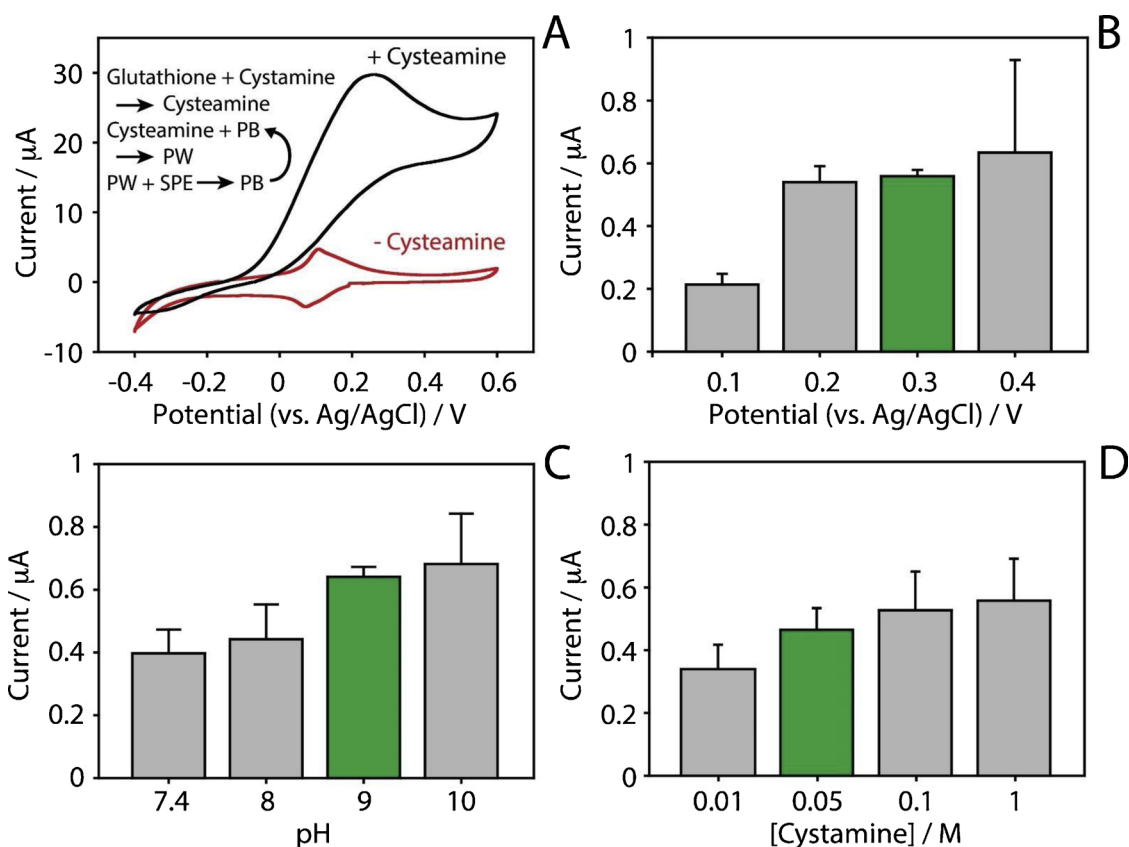 A
+ Cysteamine
Glutathione + Cystamine
→ Cysteamine
Cysteamine + PB
→ PW
PW + SPE → PB
- Cysteamine
30
20
10
0
-10
Current / μA
-0.4 -0.2 0 0.2 0.4 0.6
Potential (vs. Ag/AgCl) / V
B
1
0.8
0.6
0.4
0.2
0
Current / μA
0.1 0.2 0.3 0.4
Potential (vs. Ag/AgCl) / V
C
1
0.8
0.6
0.4
0.2
0
Current / μA
7.4 8 9 10
pH
D
1
0.8
0.6
0.4
0.2
0
Current / μA
0.01 0.05 0.1 1
[Cystamine] / M